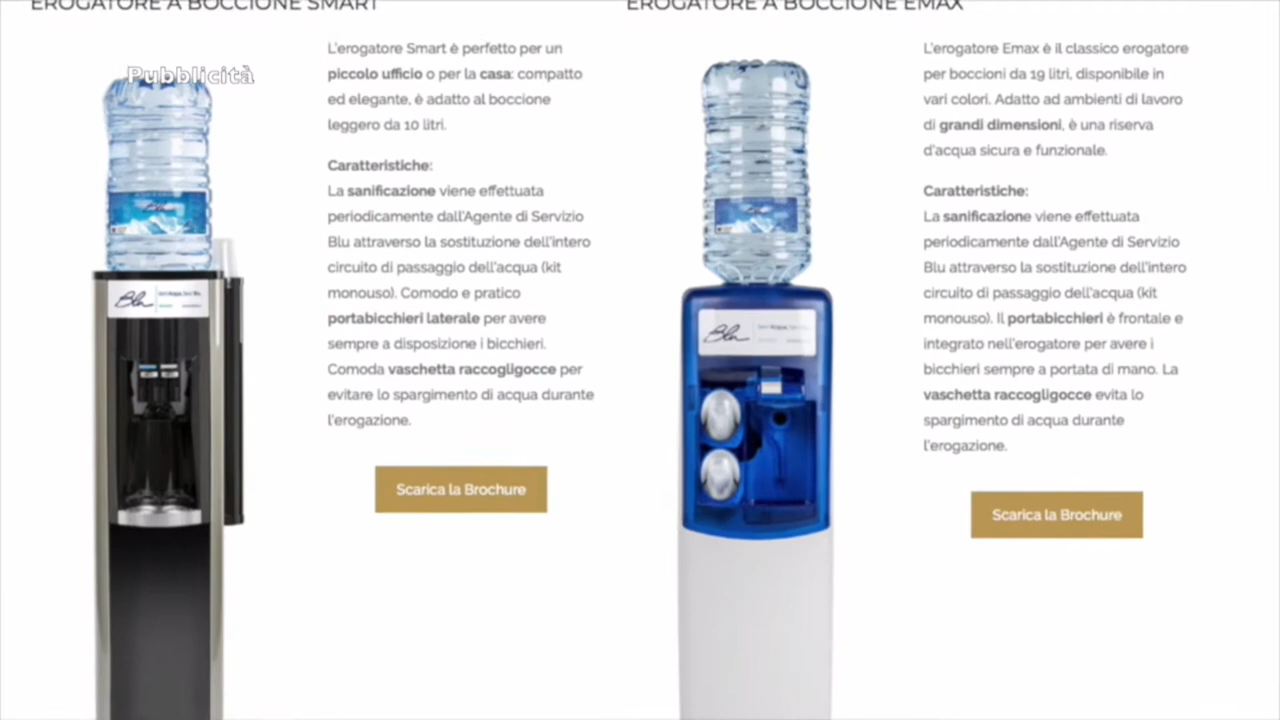 EROGATORE A BOCCIONE SMART
Pubblicità
L'erogatore Smart è perfetto per un
piccolo ufficio o per la casa: compatto
ed elegante, è adatto al boccione
leggero da 10 litri.
Caratteristiche:
La sanificazione viene effettuata
periodicamente dall'Agente di Servizio
Blu attraverso la sostituzione dell'intero
circuito di passaggio dell'acqua (kit
monouso). Comodo e pratico
portabicchieri laterale per avere
sempre a disposizione i bicchieri.
Comoda vaschetta raccogligocce per
evitare lo spargimento di acqua durante
l'erogazione.
Scarica la Brochure
Blu
EROGATORE A BOCCIONE EMAX
L'erogatore Emax è il classico erogatore
per boccioni da 19 litri, disponibile in
vari colori. Adatto ad ambienti di lavoro
di grandi dimensioni, è una riserva
d'acqua sicura e funzionale.
Caratteristiche:
La sanificazione viene effettuata
periodicamente dall'Agente di Servizio
Blu attraverso la sostituzione dell'intero
circuito di passaggio dell'acqua (kit
monouso). Il portabicchieri è frontale e
integrato nell'erogatore per avere i
bicchieri sempre a portata di mano. La
vaschetta raccogligocce evita lo
spargimento di acqua durante
l'erogazione.
Scarica la Brochure
Blu